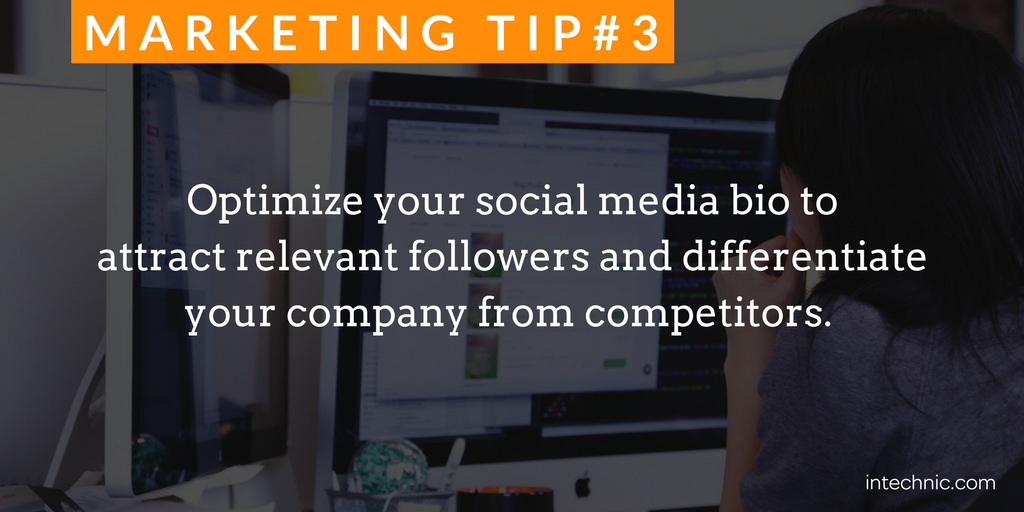 MARKETING TIP#3
Optimize your social media bio to
attract relevant followers and differentiate
your company from competitors.
intechnic.com